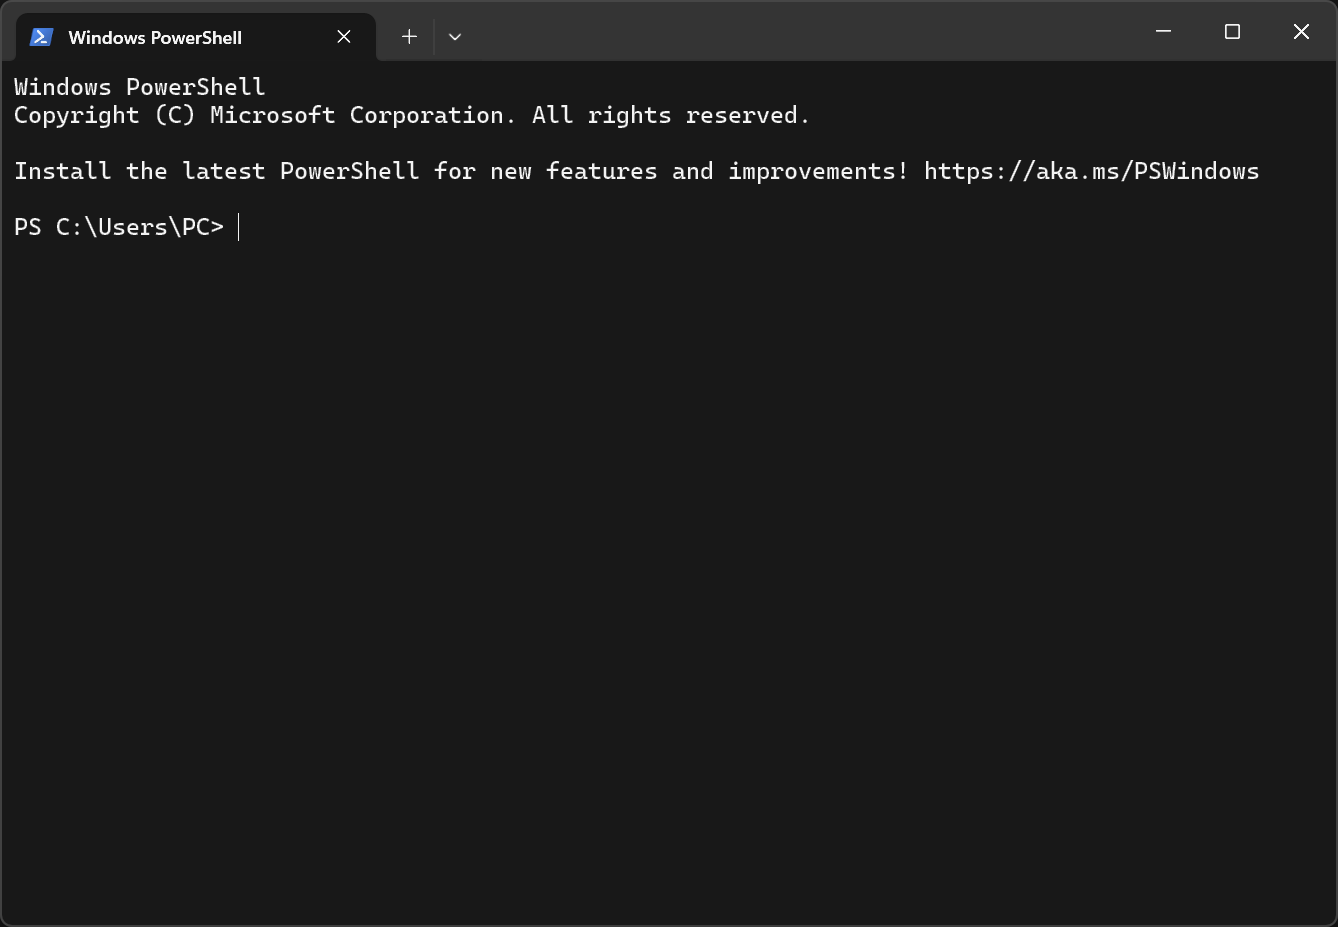 Windows PowerShell
Windows PowerShell
Copyright (C) Microsoft Corporation. All rights reserved.
Install the latest PowerShell for new features and improvements! https://aka.ms/PSWindows
PS C:\Users\PC>